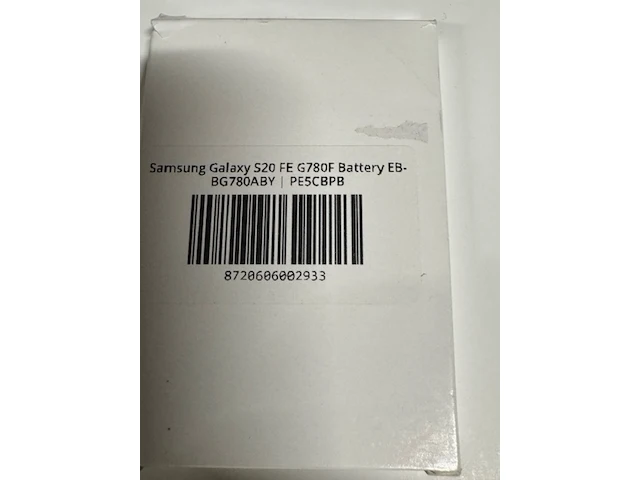 Samsung Galaxy S20 FE G780F Battery EB-
BG780ABY | PE5CBPB
8720606002933